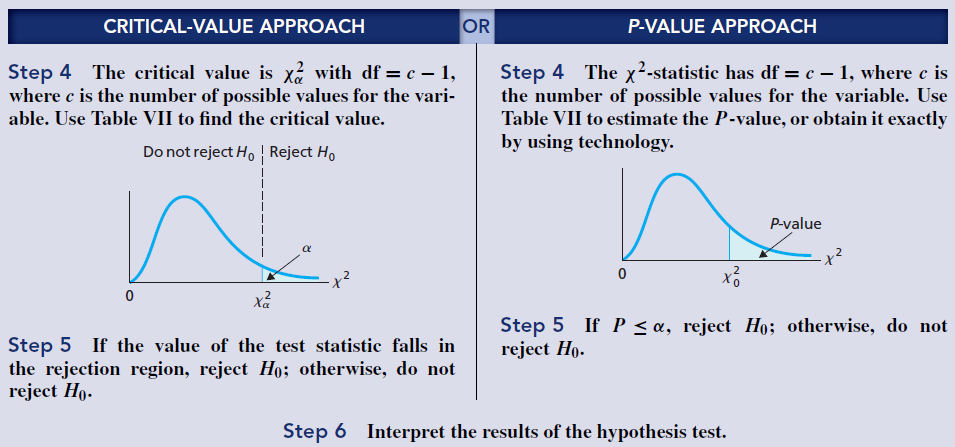 CRITICAL-VALUE APPROACH
OR
P-VALUE APPROACH
Step 4 The critical value is χ²α with df = c − 1,
where c is the number of possible values for the vari-
able. Use Table VII to find the critical value.
Do not reject H₀ | Reject H₀
α
χ²
0
χ²α
Step 5 If the value of the test statistic falls in
the rejection region, reject H₀; otherwise, do not
reject H₀.
Step 4 The χ²-statistic has df = c − 1, where c is
the number of possible values for the variable. Use
Table VII to estimate the P-value, or obtain it exactly
by using technology.
P-value
χ²
0
χ²₀
Step 5 If P ≤ α, reject H₀; otherwise, do not
reject H₀.
Step 6 Interpret the results of the hypothesis test.